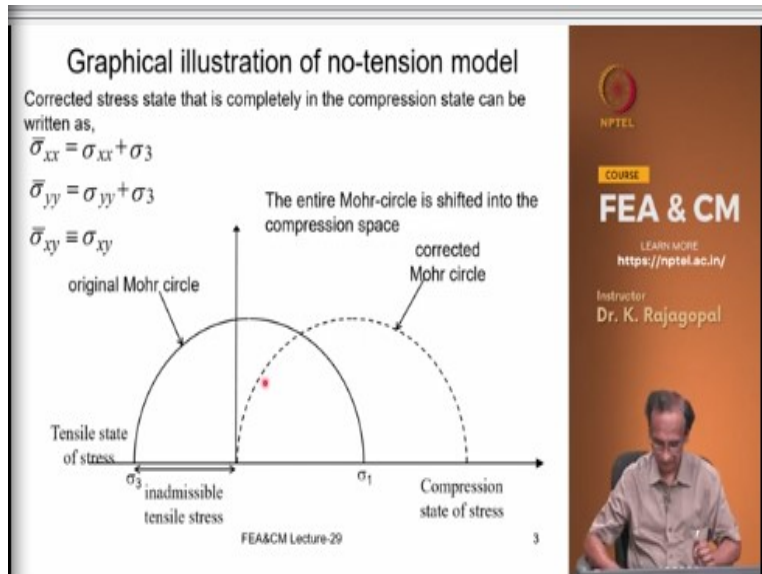 Graphical illustration of no-tension model
Corrected stress state that is completely in the compression state can be
written as,
σ̅xx = σxx + σ3
σ̅yy = σyy + σ3
σ̅xy ≡ σxy
The entire Mohr-circle is shifted into the
compression space
original Mohr circle
corrected
Mohr circle
Tensile state
of stress
σ3
inadmissible
tensile stress
σ1
Compression
state of stress
FEA&CM Lecture-29
3
NPTEL
COURSE
FEA & CM
LEARN MORE
https://nptel.ac.in/
Instructor
Dr. K. Rajagopal